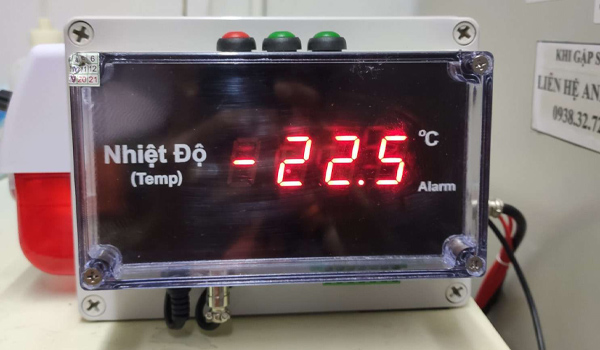 Nhiệt Độ
(Temp)
-22.5
°C
Alarm
KHI GẶP S
LIÊN HỆ AN
0938.32.72